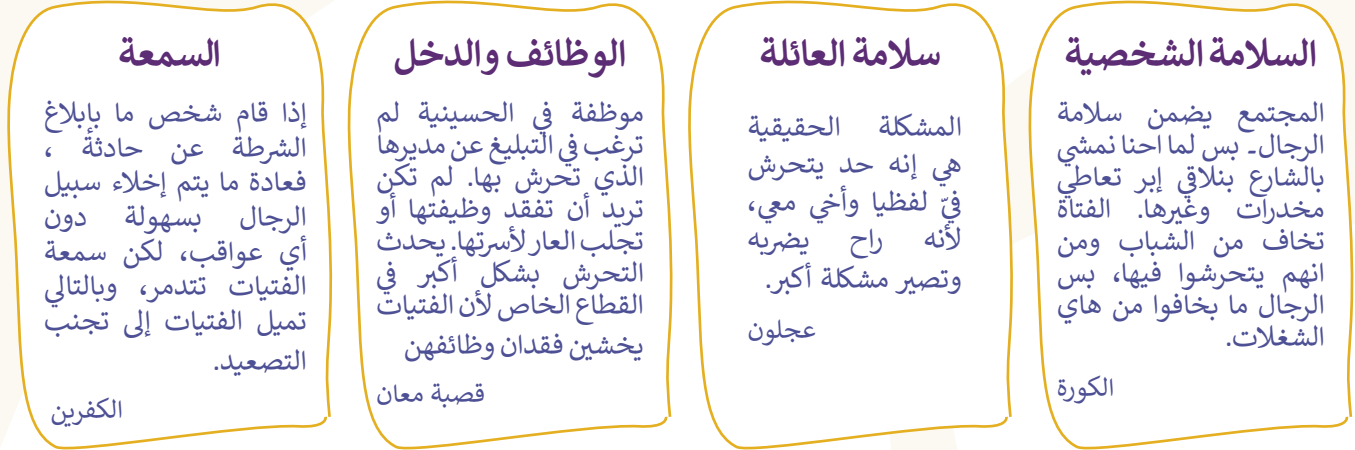 السلامة الشخصية
المجتمع يضمن سلامة
الرجال۔ بس لما احنا نمشي
بالشارع بنلاقي إبر تعاطي
مخدرات وغيرها. الفتاة
تخاف من الشباب ومن
انهم يتحرشوا فيها، بس
الرجال ما بخافوا من هاي
الشغلات.
الكورة
سلامة العائلة
المشكلة الحقيقية
هي إنه حد يتحرش
فيّ لفظيا وأخي معي،
لأنه راح يضربه
وتصير مشكلة أكبر.
عجلون
الوظائف والدخل
موظفة في الحسينية لم
ترغب في التبليغ عن مديرها
الذي تحرش بها. لم تكن
تريد أن تفقد وظيفتها أو
تجلب العار لأسرتها. يحدث
التحرش بشكل أكبر في
القطاع الخاص لأن الفتيات
يخشين فقدان وظائفهن
قصبة معان
السمعة
إذا قام شخص ما بإبلاغ
الشرطة عن حادثة ،
فعادة ما يتم إخلاء سبيل
الرجال بسهولة دون
أي عواقب، لكن سمعة
الفتيات تتدمر، وبالتالي
تميل الفتيات إلى تجنب
التصعيد.
الكفرين